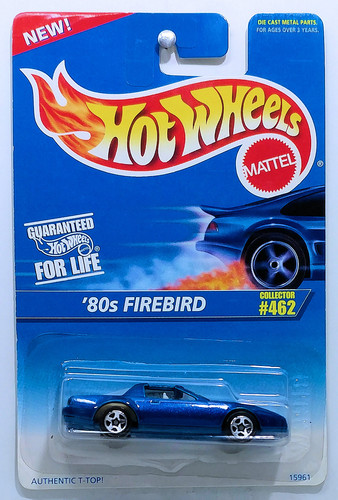 NEW!
DIE CAST METAL PARTS.
FOR AGES OVER 3 YEARS.
Hot Wheels
®
MATTEL
GUARANTEED
Hot Wheels
®
FOR LIFE
'80s FIREBIRD
COLLECTOR
#462
AUTHENTIC T-TOP!
15961